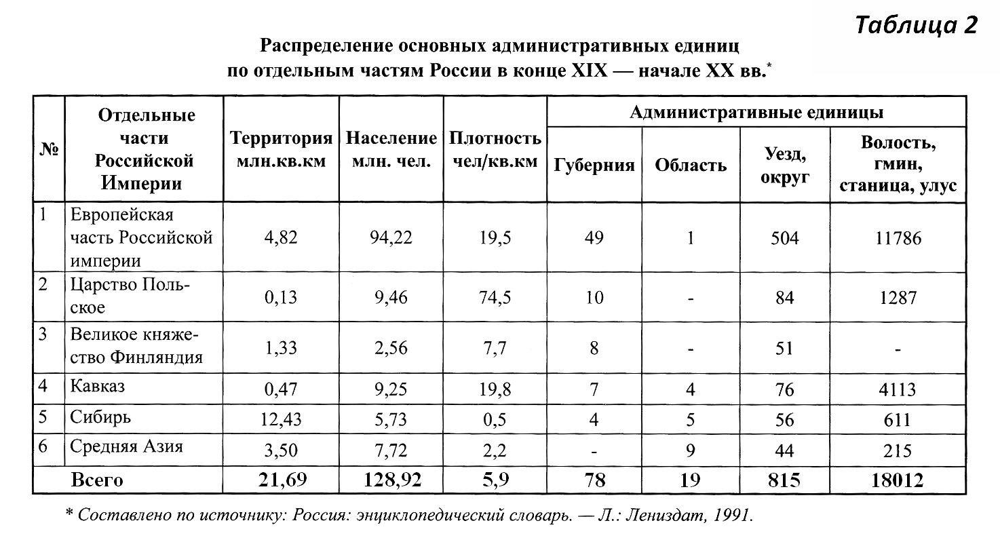 Таблица 2
Распределение основных административных единиц
по отдельным частям России в конце XIX — начале XX вв.*
№ Отдельные части Российской Империи Территория млн.кв.км Население млн. чел. Плотность чел/кв.км Административные единицы
Губерния Область Уезд, округ Волость, гмин, станица, улус
1 Европейская
часть Российской 4,82 94,22 19,5 49 1 504 11786
империи
2 Царство Поль-
ское 0,13 9,46 74,5 10 - 84 1287
3 Великое княже-
ство Финляндия 1,33 2,56 7,7 8 - 51 -
4 Кавказ 0,47 9,25 19,8 7 4 76 4113
5 Сибирь 12,43 5,73 0,5 4 5 56 611
6 Средняя Азия 3,50 7,72 2,2 - 9 44 215
Всего 21,69 128,92 5,9 78 19 815 18012
* Составлено по источнику: Россия: энциклопедический словарь. — Л.: Лениздат, 1991.